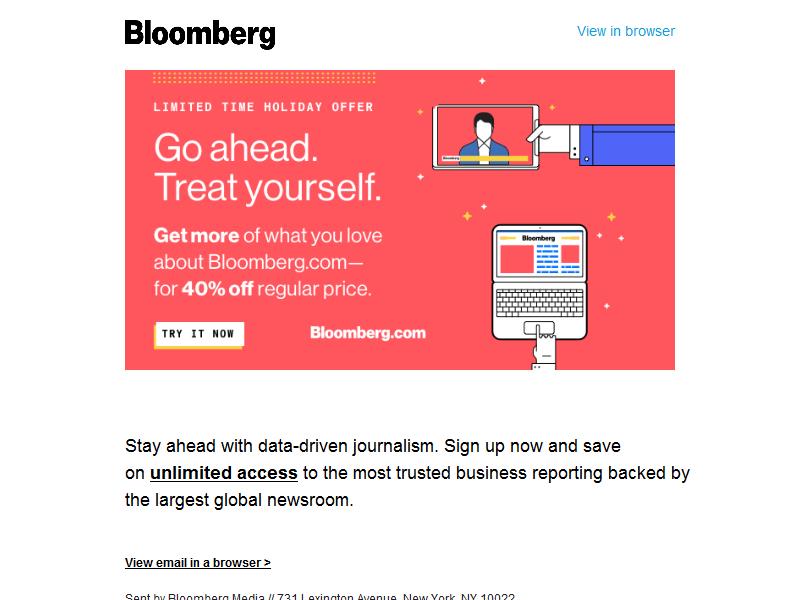 Bloomberg
View in browser
LIMITED TIME HOLIDAY OFFER
Go ahead.
Treat yourself.
Get more of what you love
about Bloomberg.com—
for 40% off regular price.
TRY IT NOW
Bloomberg.com
Bloomberg
Bloomberg
Stay ahead with data-driven journalism. Sign up now and save
on unlimited access to the most trusted business reporting backed by
the largest global newsroom.
View email in a browser >
Sent by Bloomberg Media // 731 Lexington Avenue, New York, NY 10022